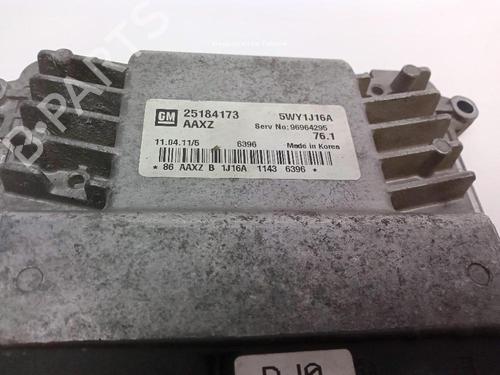 B-PARTS
GM 25184173 5WY1J16A
AAXZ Serv No:96964295
76.1
11.04.11/5 6396 Made in Korea
* 86 AAXZ B 1J16A 1143 6396 *